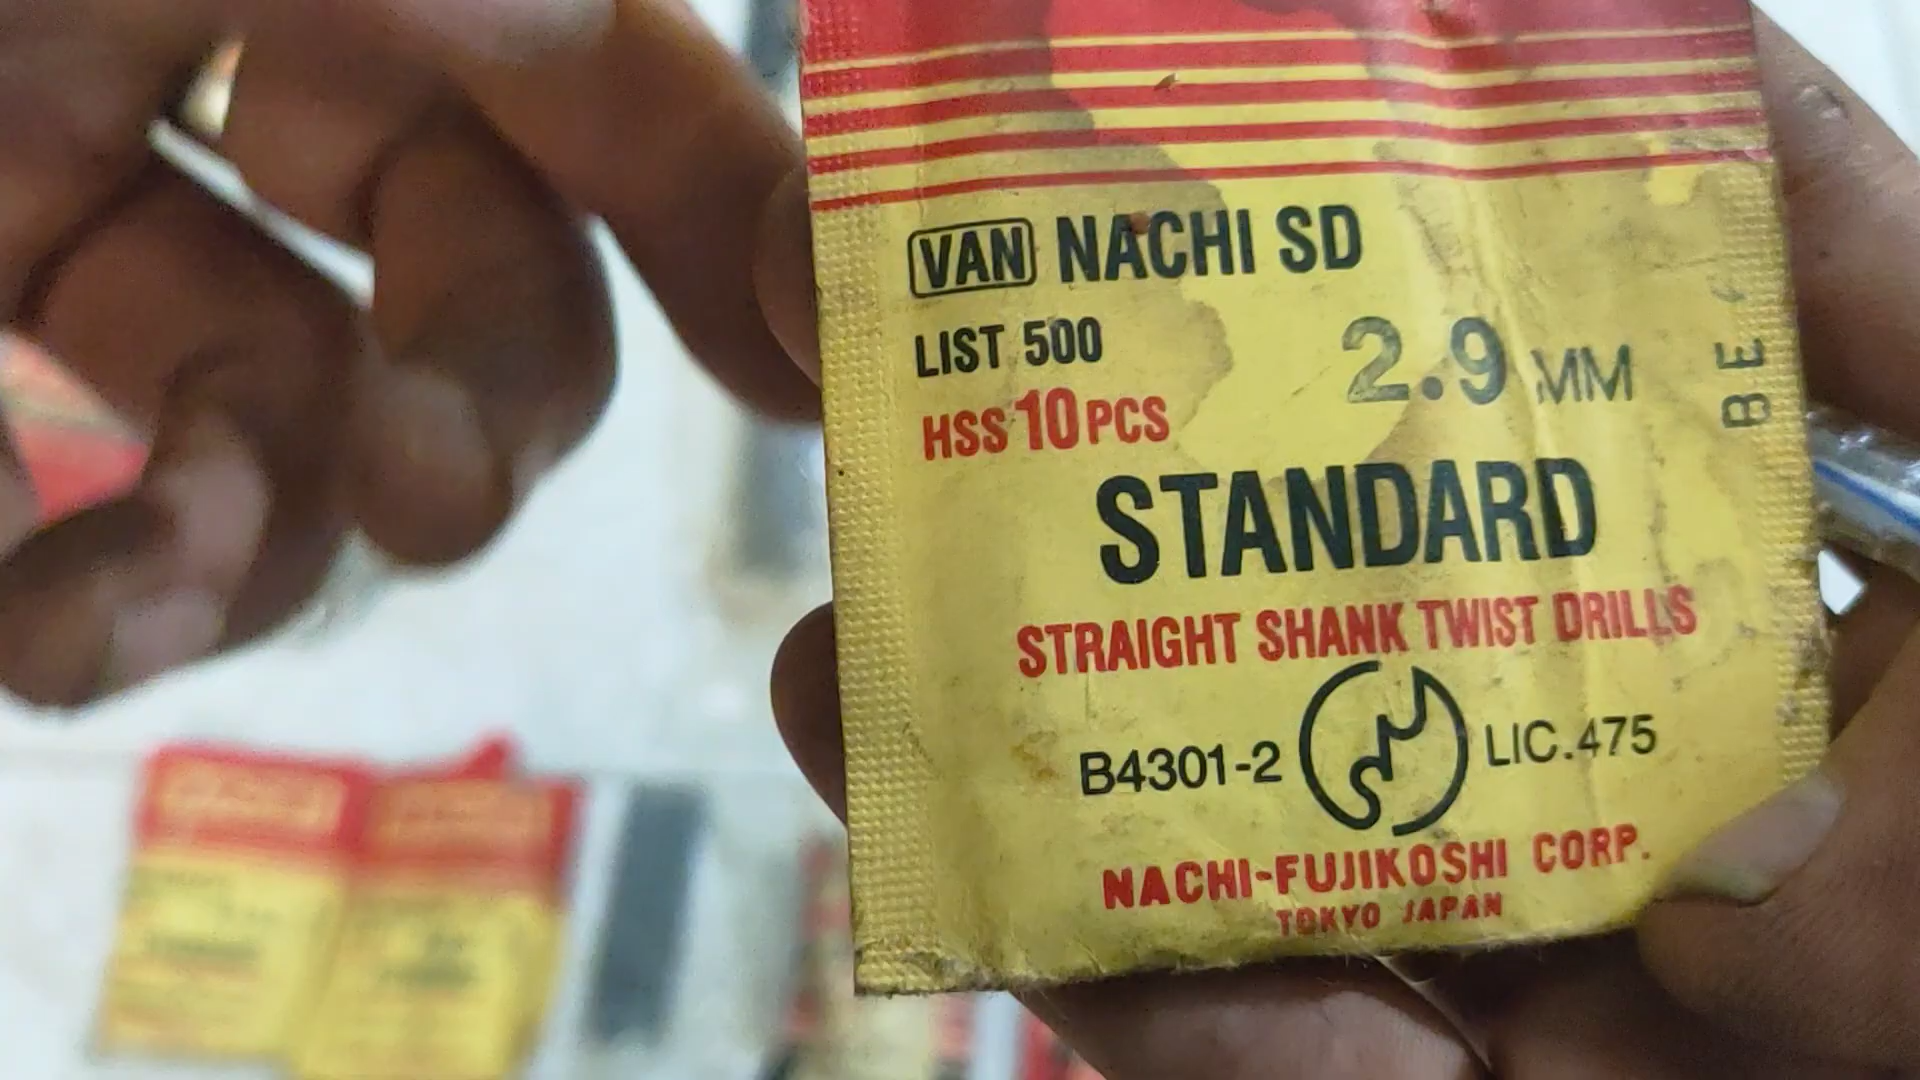 VAN NACHI SD
LIST 500
2.9 MM
HSS 10 PCS
STANDARD
STRAIGHT SHANK TWIST DRILLS
B4301-2 LIC.475
NACHI-FUJIKOSHI CORP.
TOKYO JAPAN